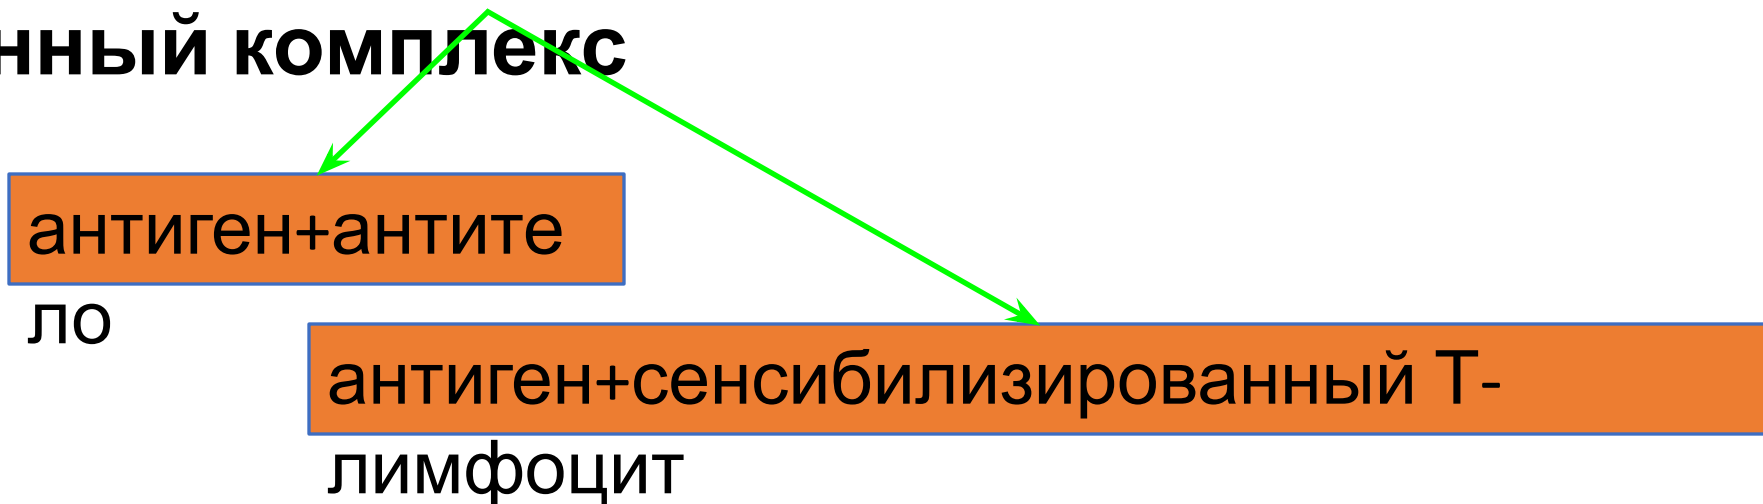 нный комплекс
антиген+антите
ло
антиген+сенсибилизированный Т-
лимфоцит